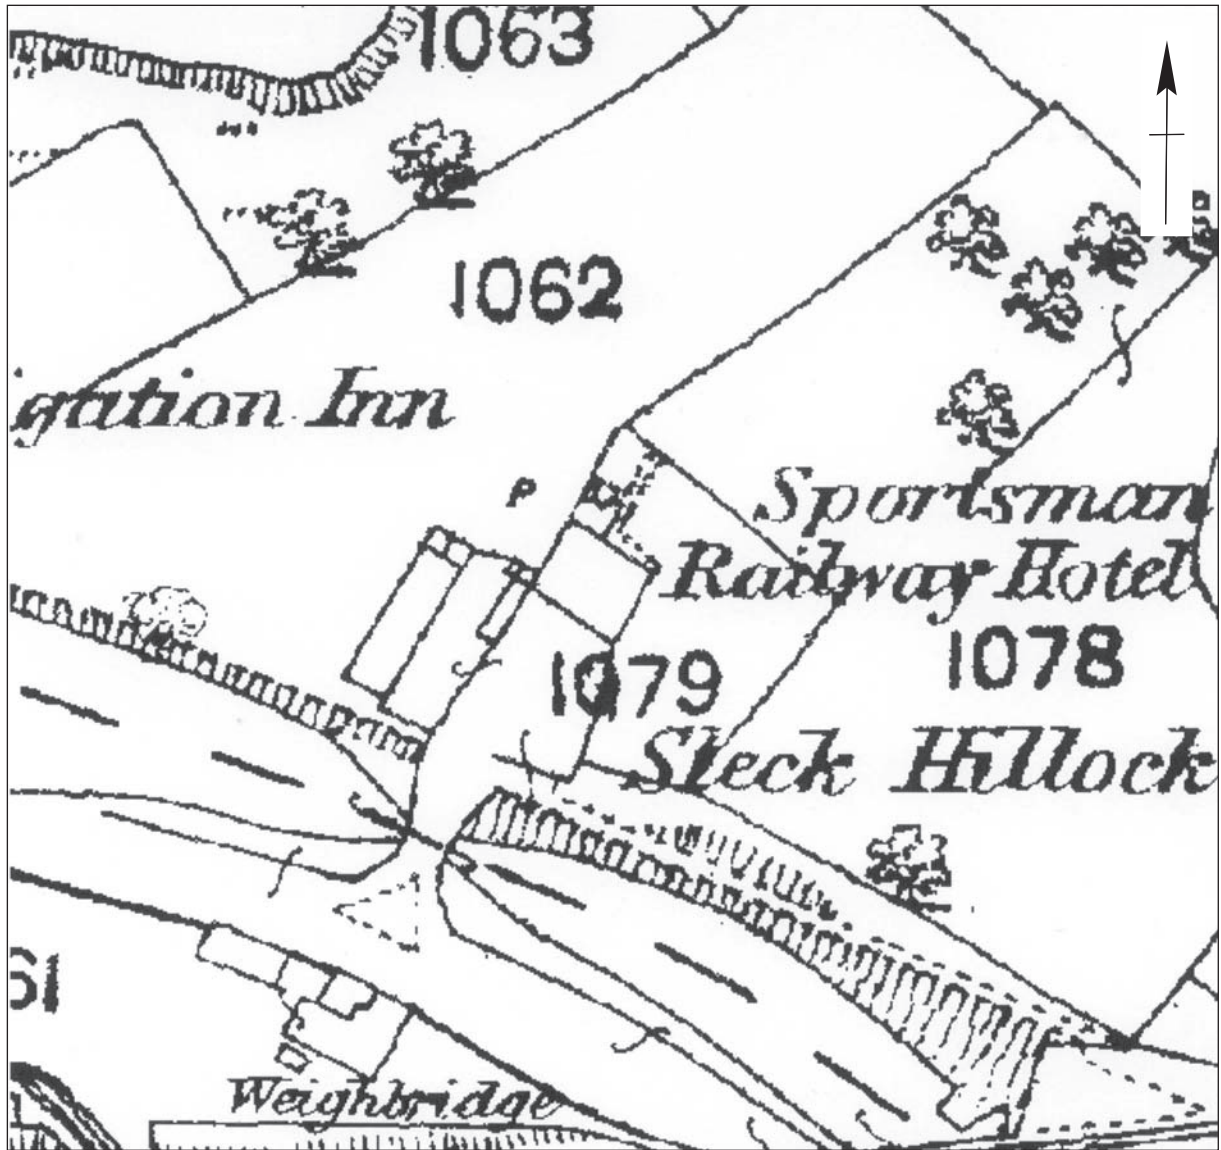 1063
1062
gation Inn
P
Sportsman
Railway Hotel
1079
1078
Sleck Hillock
61
Weighbridge